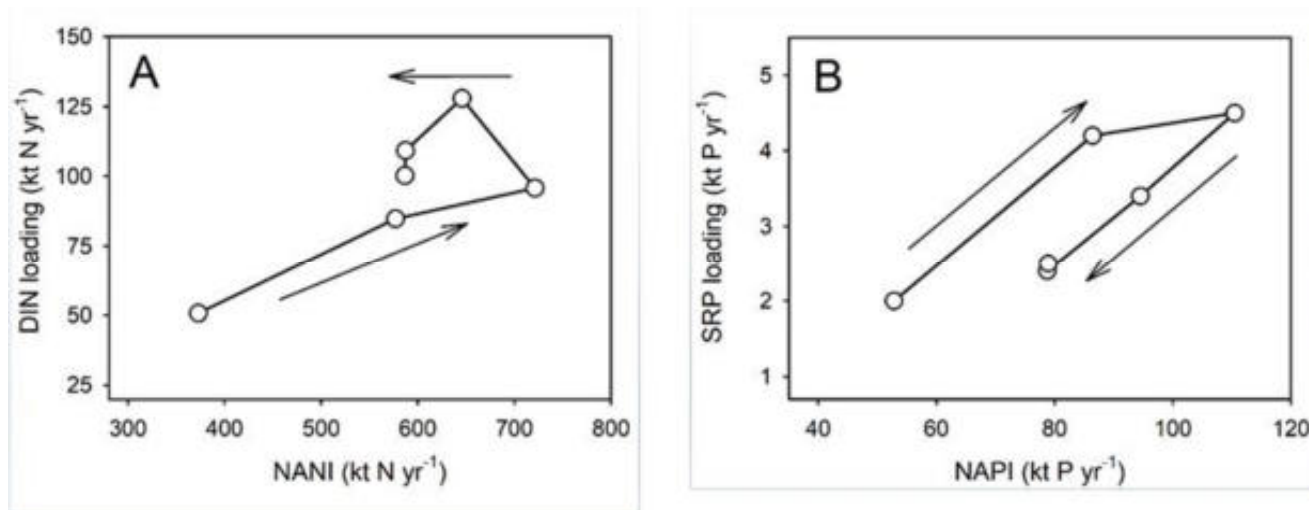 A
150
125
100
75
50
25
DIN loading (kt N yr⁻¹)
300 400 500 600 700 800
NANI (kt N yr⁻¹)
B
5
4
3
2
1
SRP loading (kt P yr⁻¹)
40 60 80 100 120
NAPI (kt P yr⁻¹)